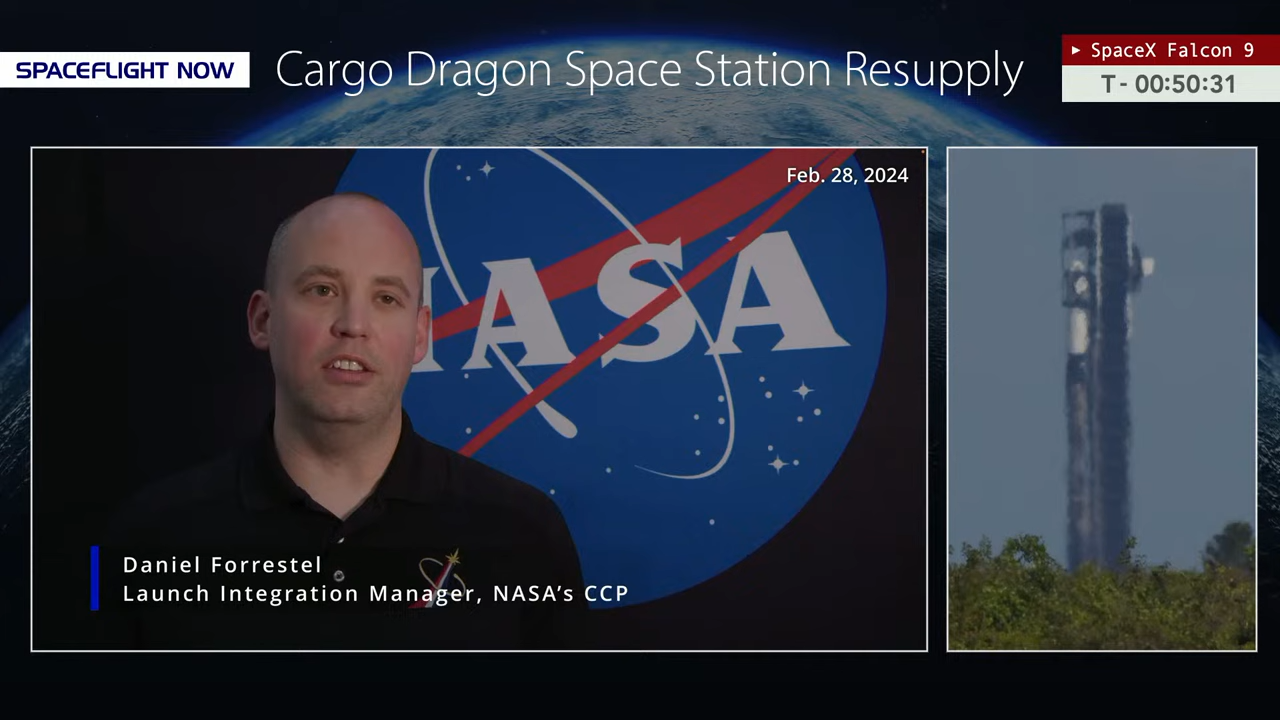 SPACEFLIGHT NOW
Cargo Dragon Space Station Resupply
SpaceX Falcon 9
T- 00:50:31
Feb. 28, 2024
NASA
Daniel Forrestel
Launch Integration Manager, NASA's CCP